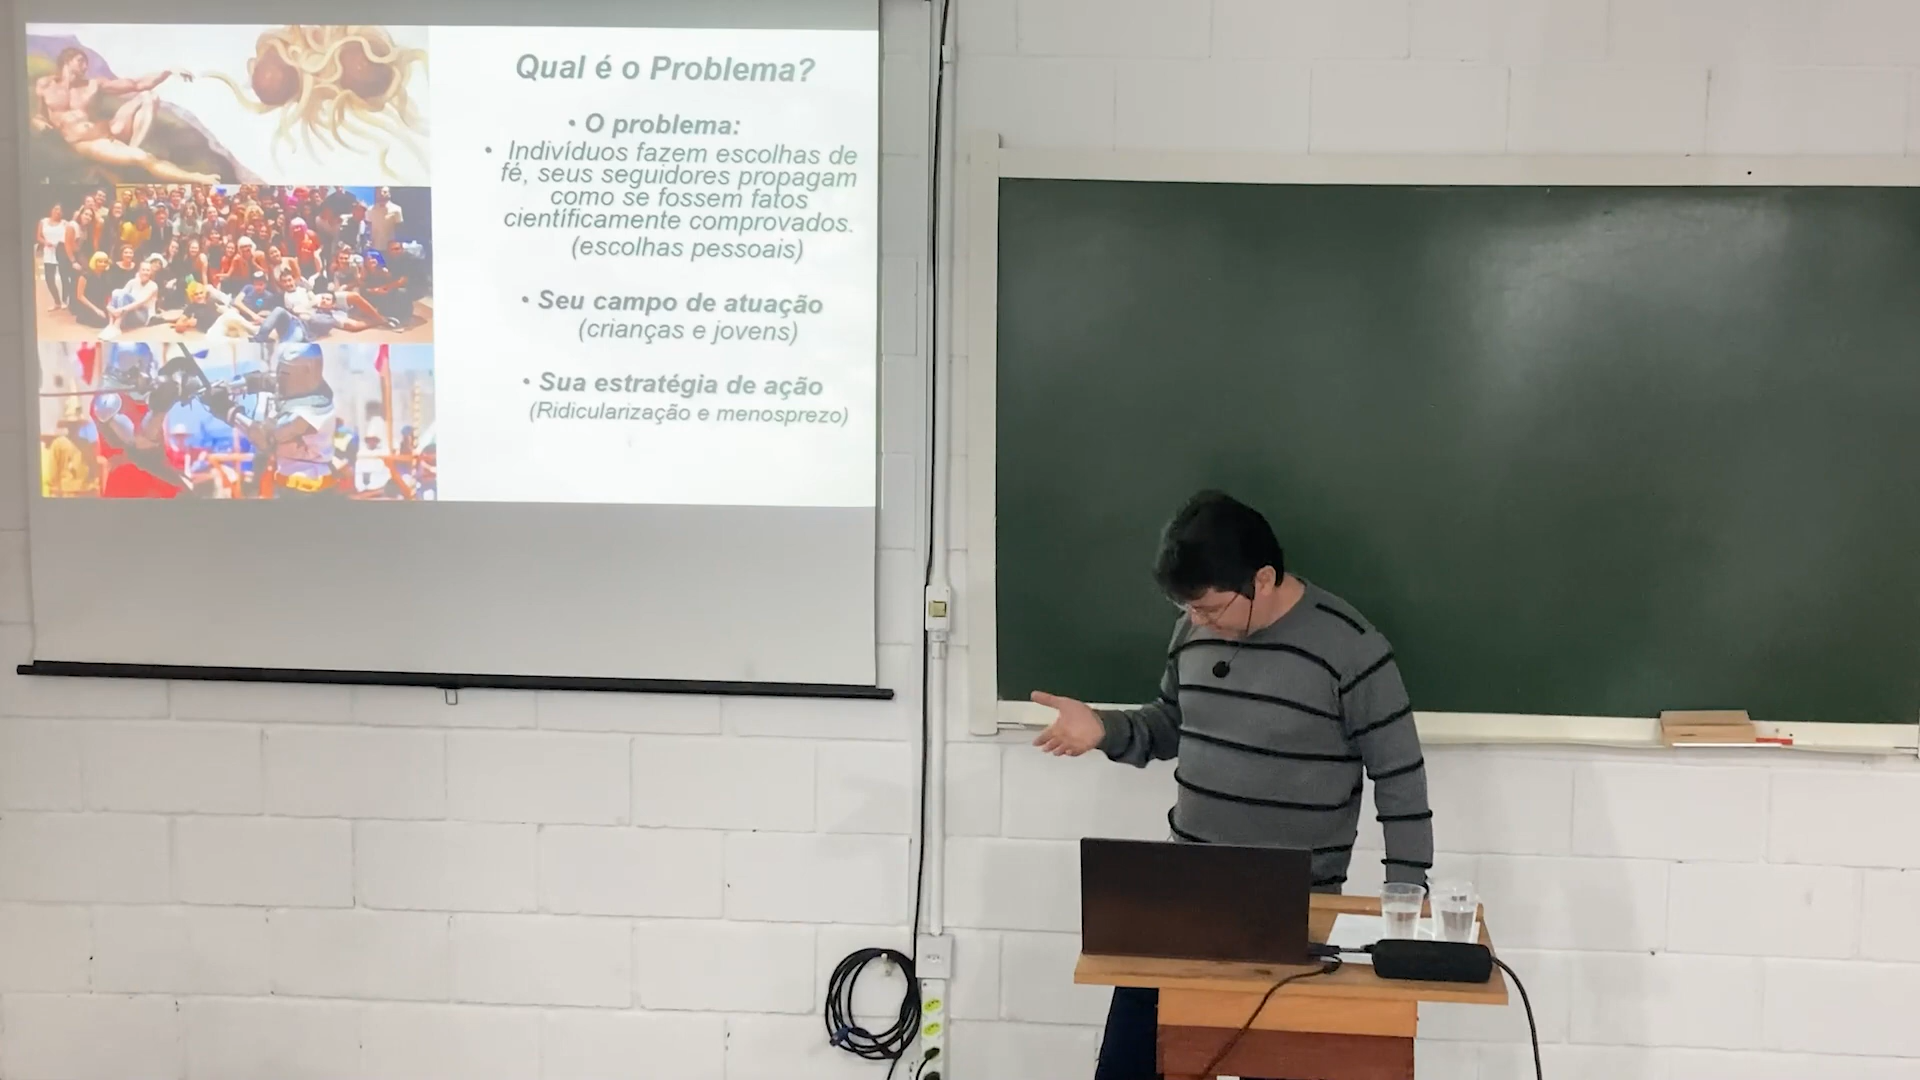 Qual é o Problema?
• O problema:
• Indivíduos fazem escolhas de
fé, seus seguidores propagam
como se fossem fatos
científicamente comprovados.
(escolhas pessoais)
• Seu campo de atuação
(crianças e jovens)
• Sua estratégia de ação
(Ridicularização e menosprezo)